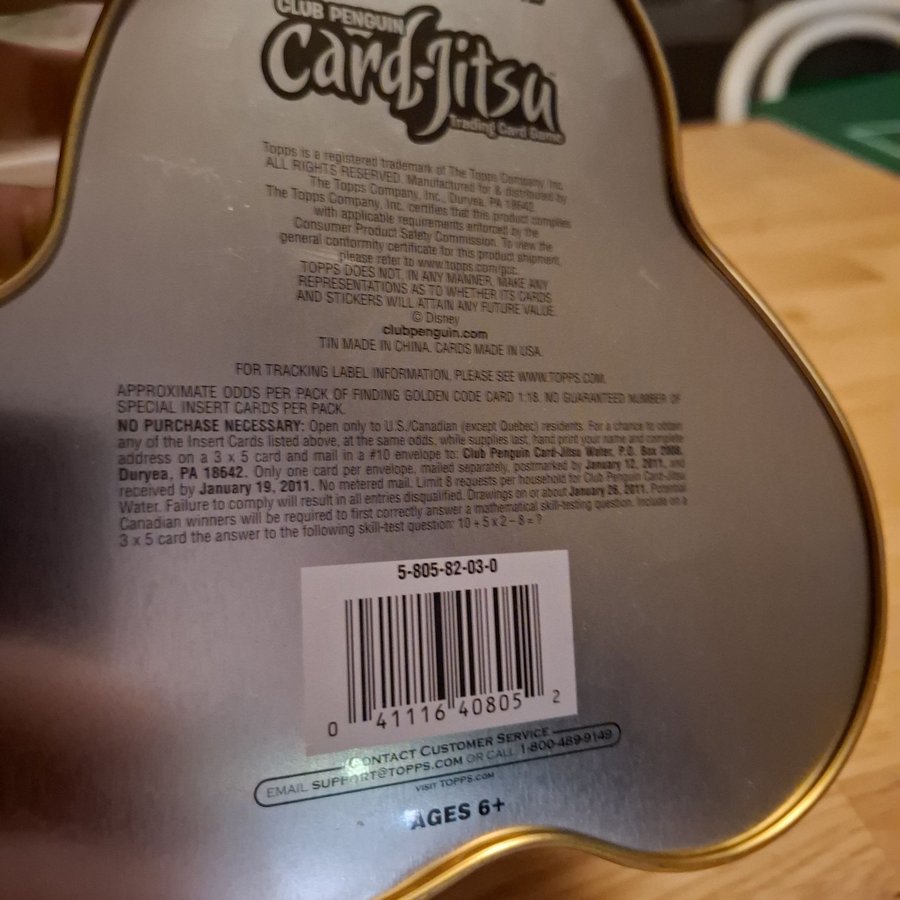 CLUB PENGUIN
Card-Jitsu
Trading Card Game
Topps is a registered trademark of The Topps Company, Inc.
ALL RIGHTS RESERVED. Manufactured for & distributed by
The Topps Company, Inc., Duryea, PA 18642.
The Topps Company, Inc. certifies that this product complies
with applicable requirements enforced by the
Consumer Product Safety Commission. To view the
general conformity certificate for this product shipment,
please refer to www.topps.com/gcc.
TOPPS DOES NOT, IN ANY MANNER, MAKE ANY
REPRESENTATIONS AS TO WHETHER ITS CARDS
AND STICKERS WILL ATTAIN ANY FUTURE VALUE.
© Disney
clubpenguin.com
TIN MADE IN CHINA. CARDS MADE IN USA.
FOR TRACKING LABEL INFORMATION, PLEASE SEE WWW.TOPPS.COM.
APPROXIMATE ODDS PER PACK OF FINDING GOLDEN CODE CARD 1:18. NO GUARANTEED NUMBER OF
SPECIAL INSERT CARDS PER PACK.
NO PURCHASE NECESSARY: Open only to U.S./Canadian (except Quebec) residents. For a chance to obtain
any of the Insert Cards listed above, at the same odds, while supplies last, hand print your name and complete
address on a 3 x 5 card and mail in a #10 envelope to: Club Penguin Card-Jitsu Water, P.O. Box 2008,
Duryea, PA 18642. Only one card per envelope, mailed separately, postmarked by January 12, 2011, and
received by January 19, 2011. No metered mail. Limit 8 requests per household for Club Penguin Card-Jitsu
Water. Failure to comply will result in all entries disqualified. Drawings on or about January 26, 2011. Potential
Canadian winners will be required to first correctly answer a mathematical skill-testing question. Include on a
3 x 5 card the answer to the following skill-test question: 10 + 5 x 2 – 8 = ?
5-805-82-03-0
0 41116 40805 2
CONTACT CUSTOMER SERVICE
EMAIL SUPPORT@TOPPS.COM OR CALL 1-800-489-9149
VISIT TOPPS.COM
AGES 6+